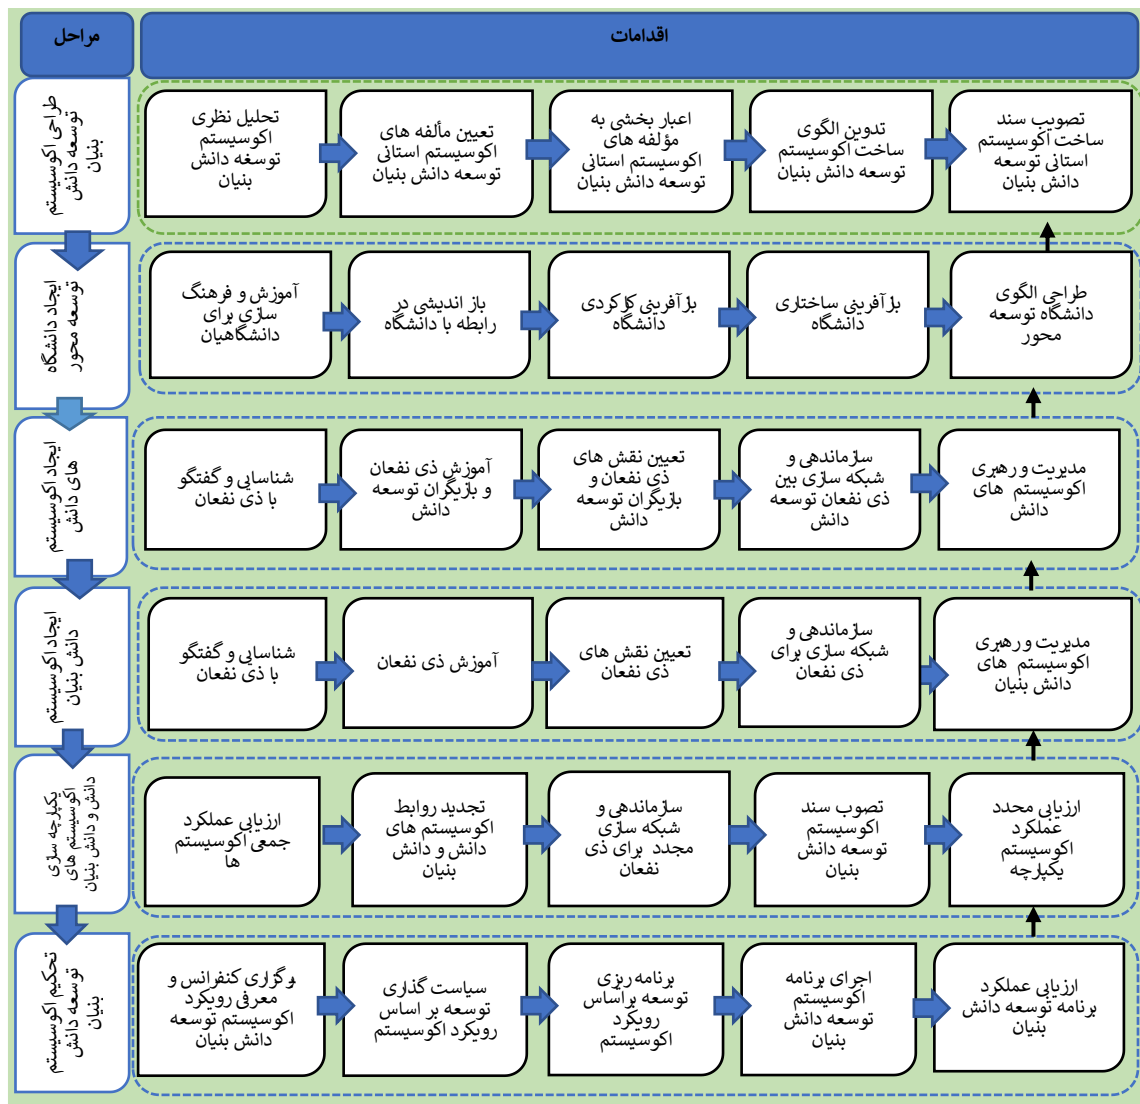 مراحل
اقدامات
طراحی اکوسیستم
توسعه دانش
بنیان
تحلیل نظری
اکوسیستم
توسغه دانش
بنیان
تعیین مألفه های
اکوسیستم استانی
توسعه دانش بنیان
اعبار بخشی به
مؤلفه های
اکوسیستم استانی
توسعه دانش بنیان
تدوین الگوی
ساخت اکوسیستم
توسعه دانش بنیان
تصویب سند
ساخت اکوسیستم
استانی توسعه
دانش بنیان
ایجاد دانشگاه
توسعه محور
آموزش و فرهنگ
سازی برای
دانشگاهیان
باز اندیشی در
رابطه با دانشگاه
بازآفرینی کارکردی
دانشگاه
بازآفرینی ساختاری
دانشگاه
طراحی الگوی
دانشگاه توسعه
محور
ایجاد اکوسیستم
های دانش
شناسایی و گفتگو
با ذی نفعان
آموزش ذی نفعان
و بازیگران توسعه
دانش
تعیین نقش های
ذی نفعان و
بازیگران توسعه
دانش
سازماندهی و
شبکه سازی بین
ذی نفعان توسعه
دانش
مدیریت و رهبری
اکوسیستم های
دانش
ایجاد اکوسیستم
دانش بنیان
شناسایی و گفتگو
با ذی نفعان
آموزش ذی نفعان
تعیین نقش های
ذی نفعان
سازماندهی و
شبکه سازی برای
ذی نفعان
مدیریت و رهبری
اکوسیستم های
دانش بنیان
یکپارچه سازی
اکوسیستم های
دانش و دانش بنیان
ارزیابی عملکرد
جمعی اکوسیستم
ها
تجدید روابط
اکوسیستم های
دانش و دانش
بنیان
سازماندهی و
شبکه سازی
مجدد برای ذی
نفعان
تصوب سند
اکوسیستم
توسعه دانش
بنیان
ارزیابی محدد
عملکرد
اکوسیستم
یکپارچه
تحکیم اکوسیستم
توسعه دانش
بنیان
برگزاری کنفرانس و
معرفی رویکرد
اکوسیستم توسعه
دانش بنیان
سیاست گذاری
توسعه بر اساس
رویکرد اکوسیستم
برنامه ریزی
توسعه براساس
رویکرد
اکوسیستم
اجرای برنامه
اکوسیستم
توسعه دانش
بنیان
ارزیابی عملکرد
برنامه توسعه دانش
بنیان